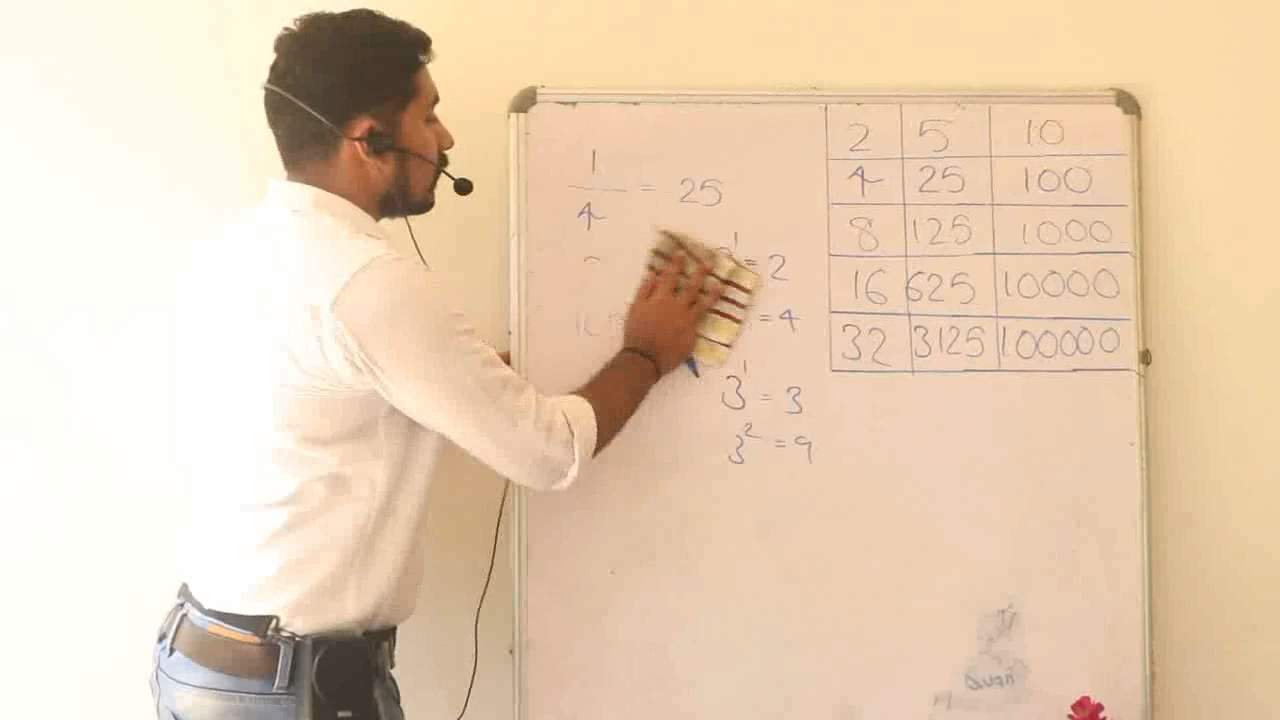 1
— = 25
4
¹ = 2
= 4
3¹ = 3
3² = 9
2 5 10
4 25 100
8 125 1000
16 625 10000
32 3125 100000